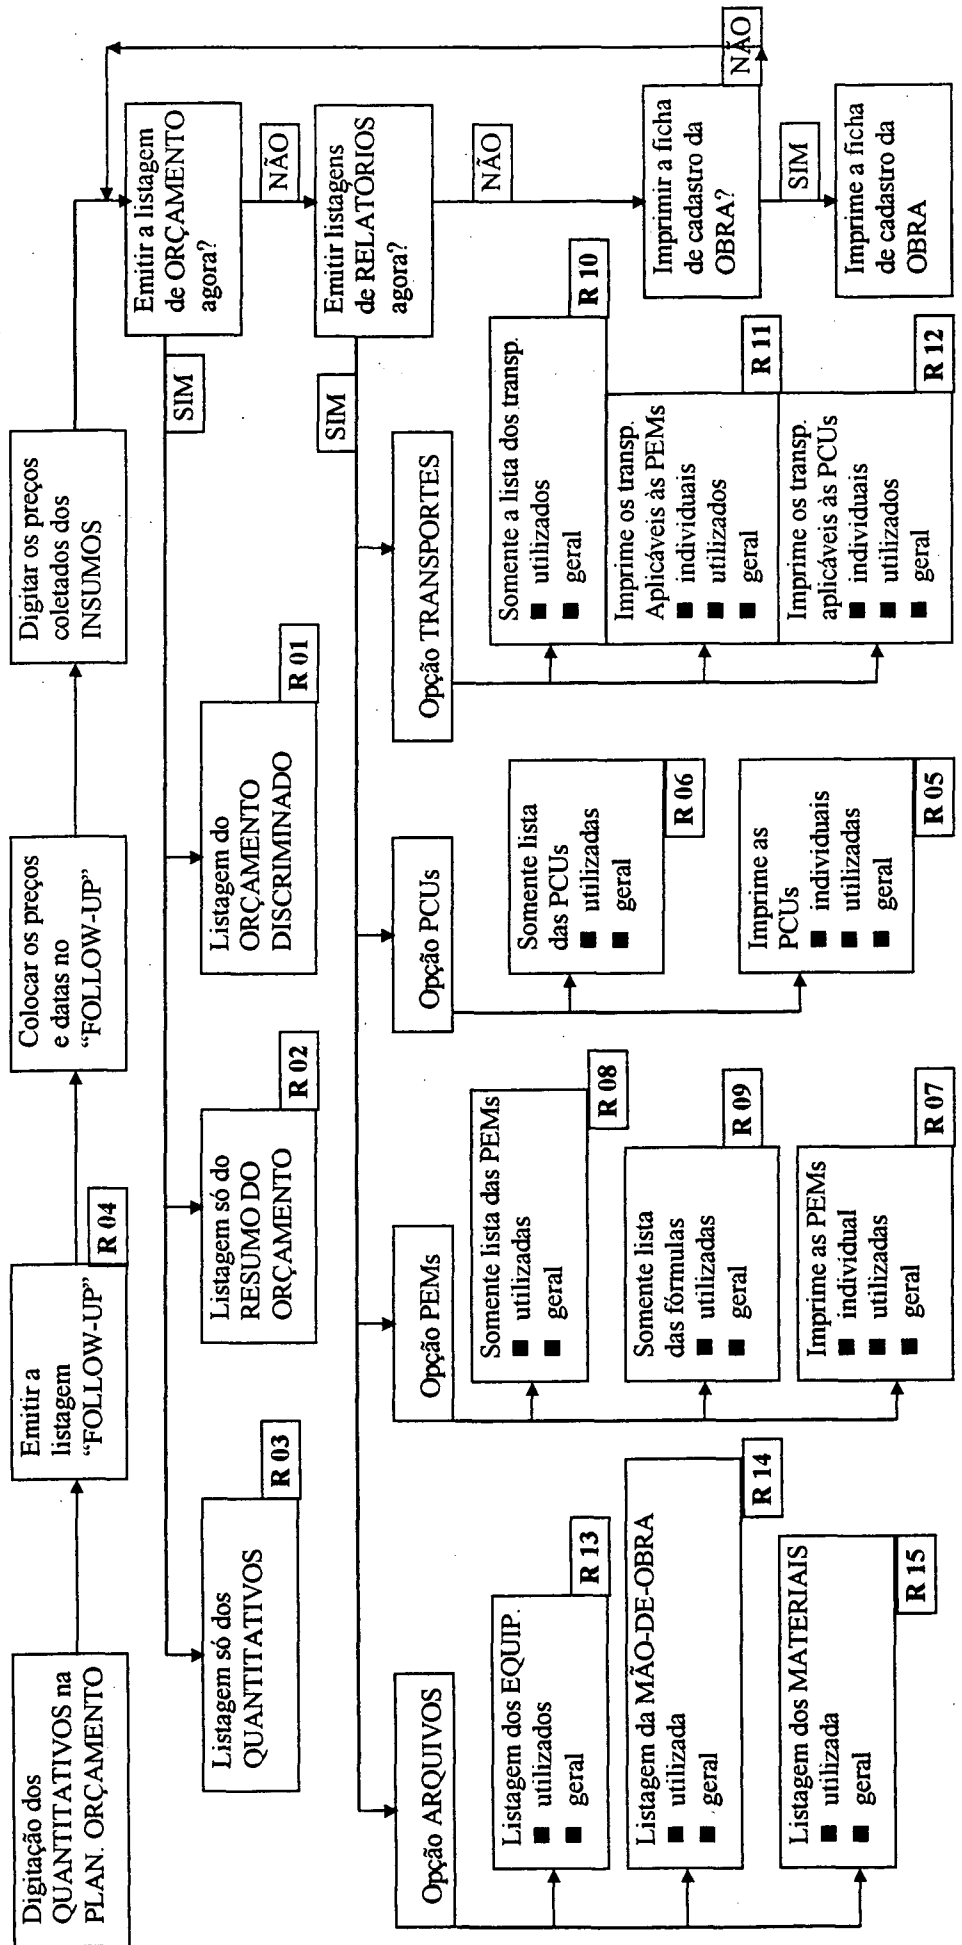 Digitação dos
QUANTITATIVOS na
PLAN. ORÇAMENTO
Emitir a
listagem
“FOLLOW-UP”
R 04
Colocar os preços
e datas no
“FOLLOW-UP”
Digitar os preços
coletados dos
INSUMOS
Emitir a listagem
de ORÇAMENTO
agora?
SIM
NÃO
Listagem só dos
QUANTITATIVOS
R 03
Listagem só do
RESUMO DO
ORÇAMENTO
R 02
Listagem do
ORÇAMENTO
DISCRIMINADO
R 01
Emitir listagens
de RELATÓRIOS
agora?
SIM
NÃO
Opção ARQUIVOS
Listagem dos EQUIP.
■ utilizados
■ geral
R 13
Listagem da MÃO-DE-OBRA
■ utilizada
■ geral
R 14
Listagem dos MATERIAIS
■ utilizada
■ geral
R 15
Opção PEMs
Somente lista das PEMs
■ utilizadas
■ geral
R 08
Somente lista
das fórmulas
■ utilizadas
■ geral
R 09
Imprime as PEMs
■ individual
■ utilizadas
■ geral
R 07
Opção PCUs
Somente lista
das PCUs
■ utilizadas
■ geral
R 06
Imprime as
PCUs
■ individuais
■ utilizadas
■ geral
R 05
Opção TRANSPORTES
Somente a lista dos transp.
■ utilizados
■ geral
R 10
Imprime os transp.
Aplicáveis às PEMs
■ individuais
■ utilizados
■ geral
R 11
Imprime os transp.
aplicáveis às PCUs
■ individuais
■ utilizados
■ geral
R 12
Imprimir a ficha
de cadastro da
OBRA?
NÃO
SIM
Imprime a ficha
de cadastro da
OBRA